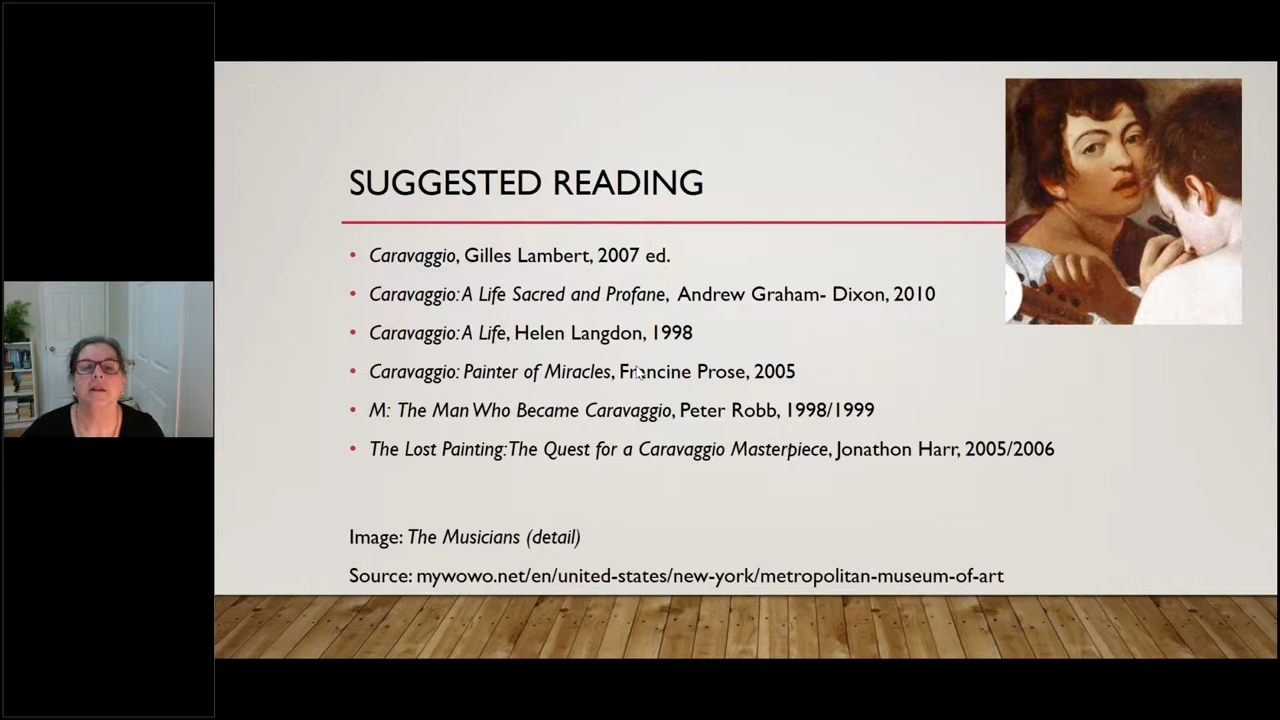 SUGGESTED READING
• Caravaggio, Gilles Lambert, 2007 ed.
• Caravaggio: A Life Sacred and Profane, Andrew Graham- Dixon, 2010
• Caravaggio: A Life, Helen Langdon, 1998
• Caravaggio: Painter of Miracles, Francine Prose, 2005
• M: The Man Who Became Caravaggio, Peter Robb, 1998/1999
• The Lost Painting: The Quest for a Caravaggio Masterpiece, Jonathon Harr, 2005/2006
Image: The Musicians (detail)
Source: mywowo.net/en/united-states/new-york/metropolitan-museum-of-art